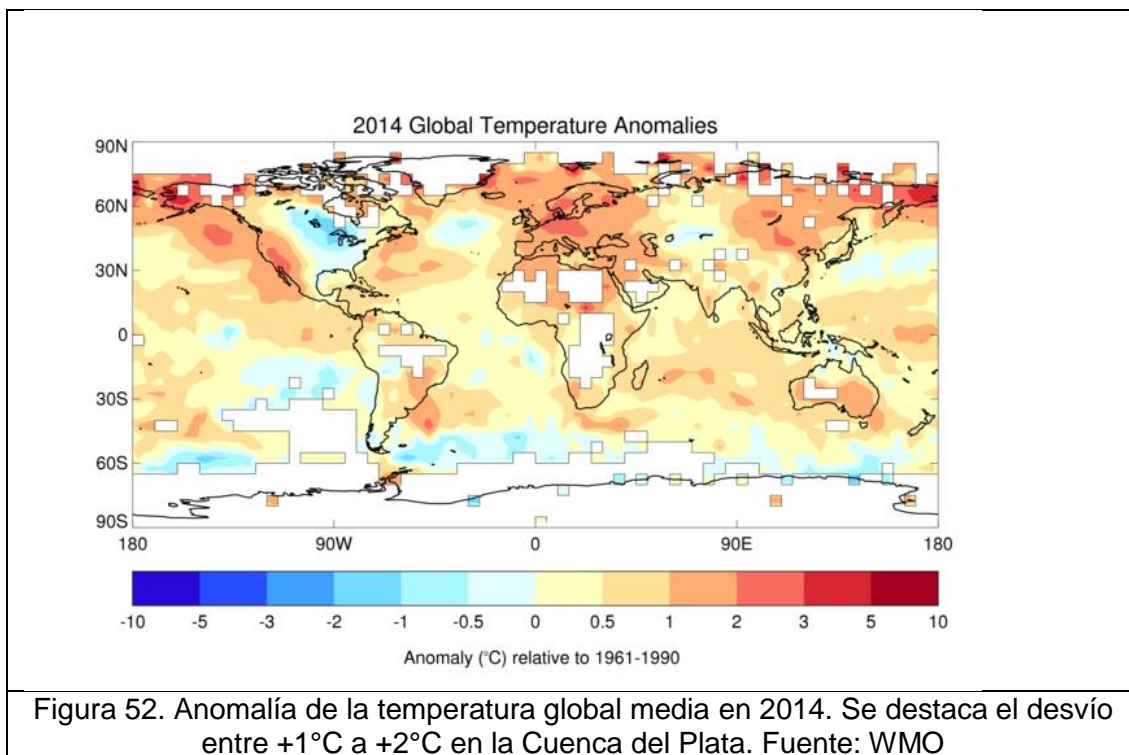 2014 Global Temperature Anomalies
90N
60N
30N
0
30S
60S
90S
180 90W 0 90E 180
-10 -5 -3 -2 -1 -0.5 0 0.5 1 2 3 5 10
Anomaly (°C) relative to 1961-1990
Figura 52. Anomalía de la temperatura global media en 2014. Se destaca el desvío
entre +1°C a +2°C en la Cuenca del Plata. Fuente: WMO